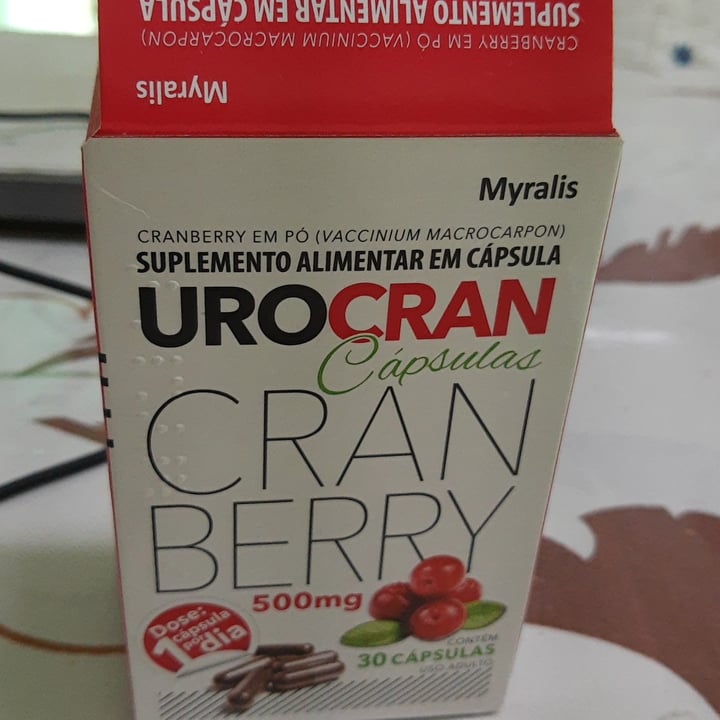 SUPLEMENTO ALIMENTAR EM CÁPSULA
CRANBERRY EM PÓ (VACCINIUM MACROCARPON)
Myralis
Myralis
CRANBERRY EM PÓ (VACCINIUM MACROCARPON)
SUPLEMENTO ALIMENTAR EM CÁPSULA
UROCRAN
Cápsulas
CRAN
BERRY
500mg
Dose:
1 cápsula
por dia
CONTÉM
30 CÁPSULAS
USO ADULTO